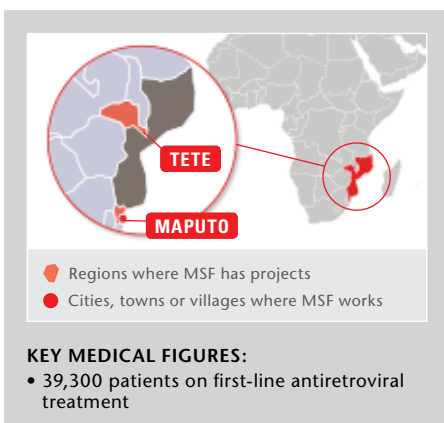 TETE
MAPUTO
Regions where MSF has projects
Cities, towns or villages where MSF works
KEY MEDICAL FIGURES:
• 39,300 patients on first-line antiretroviral
treatment